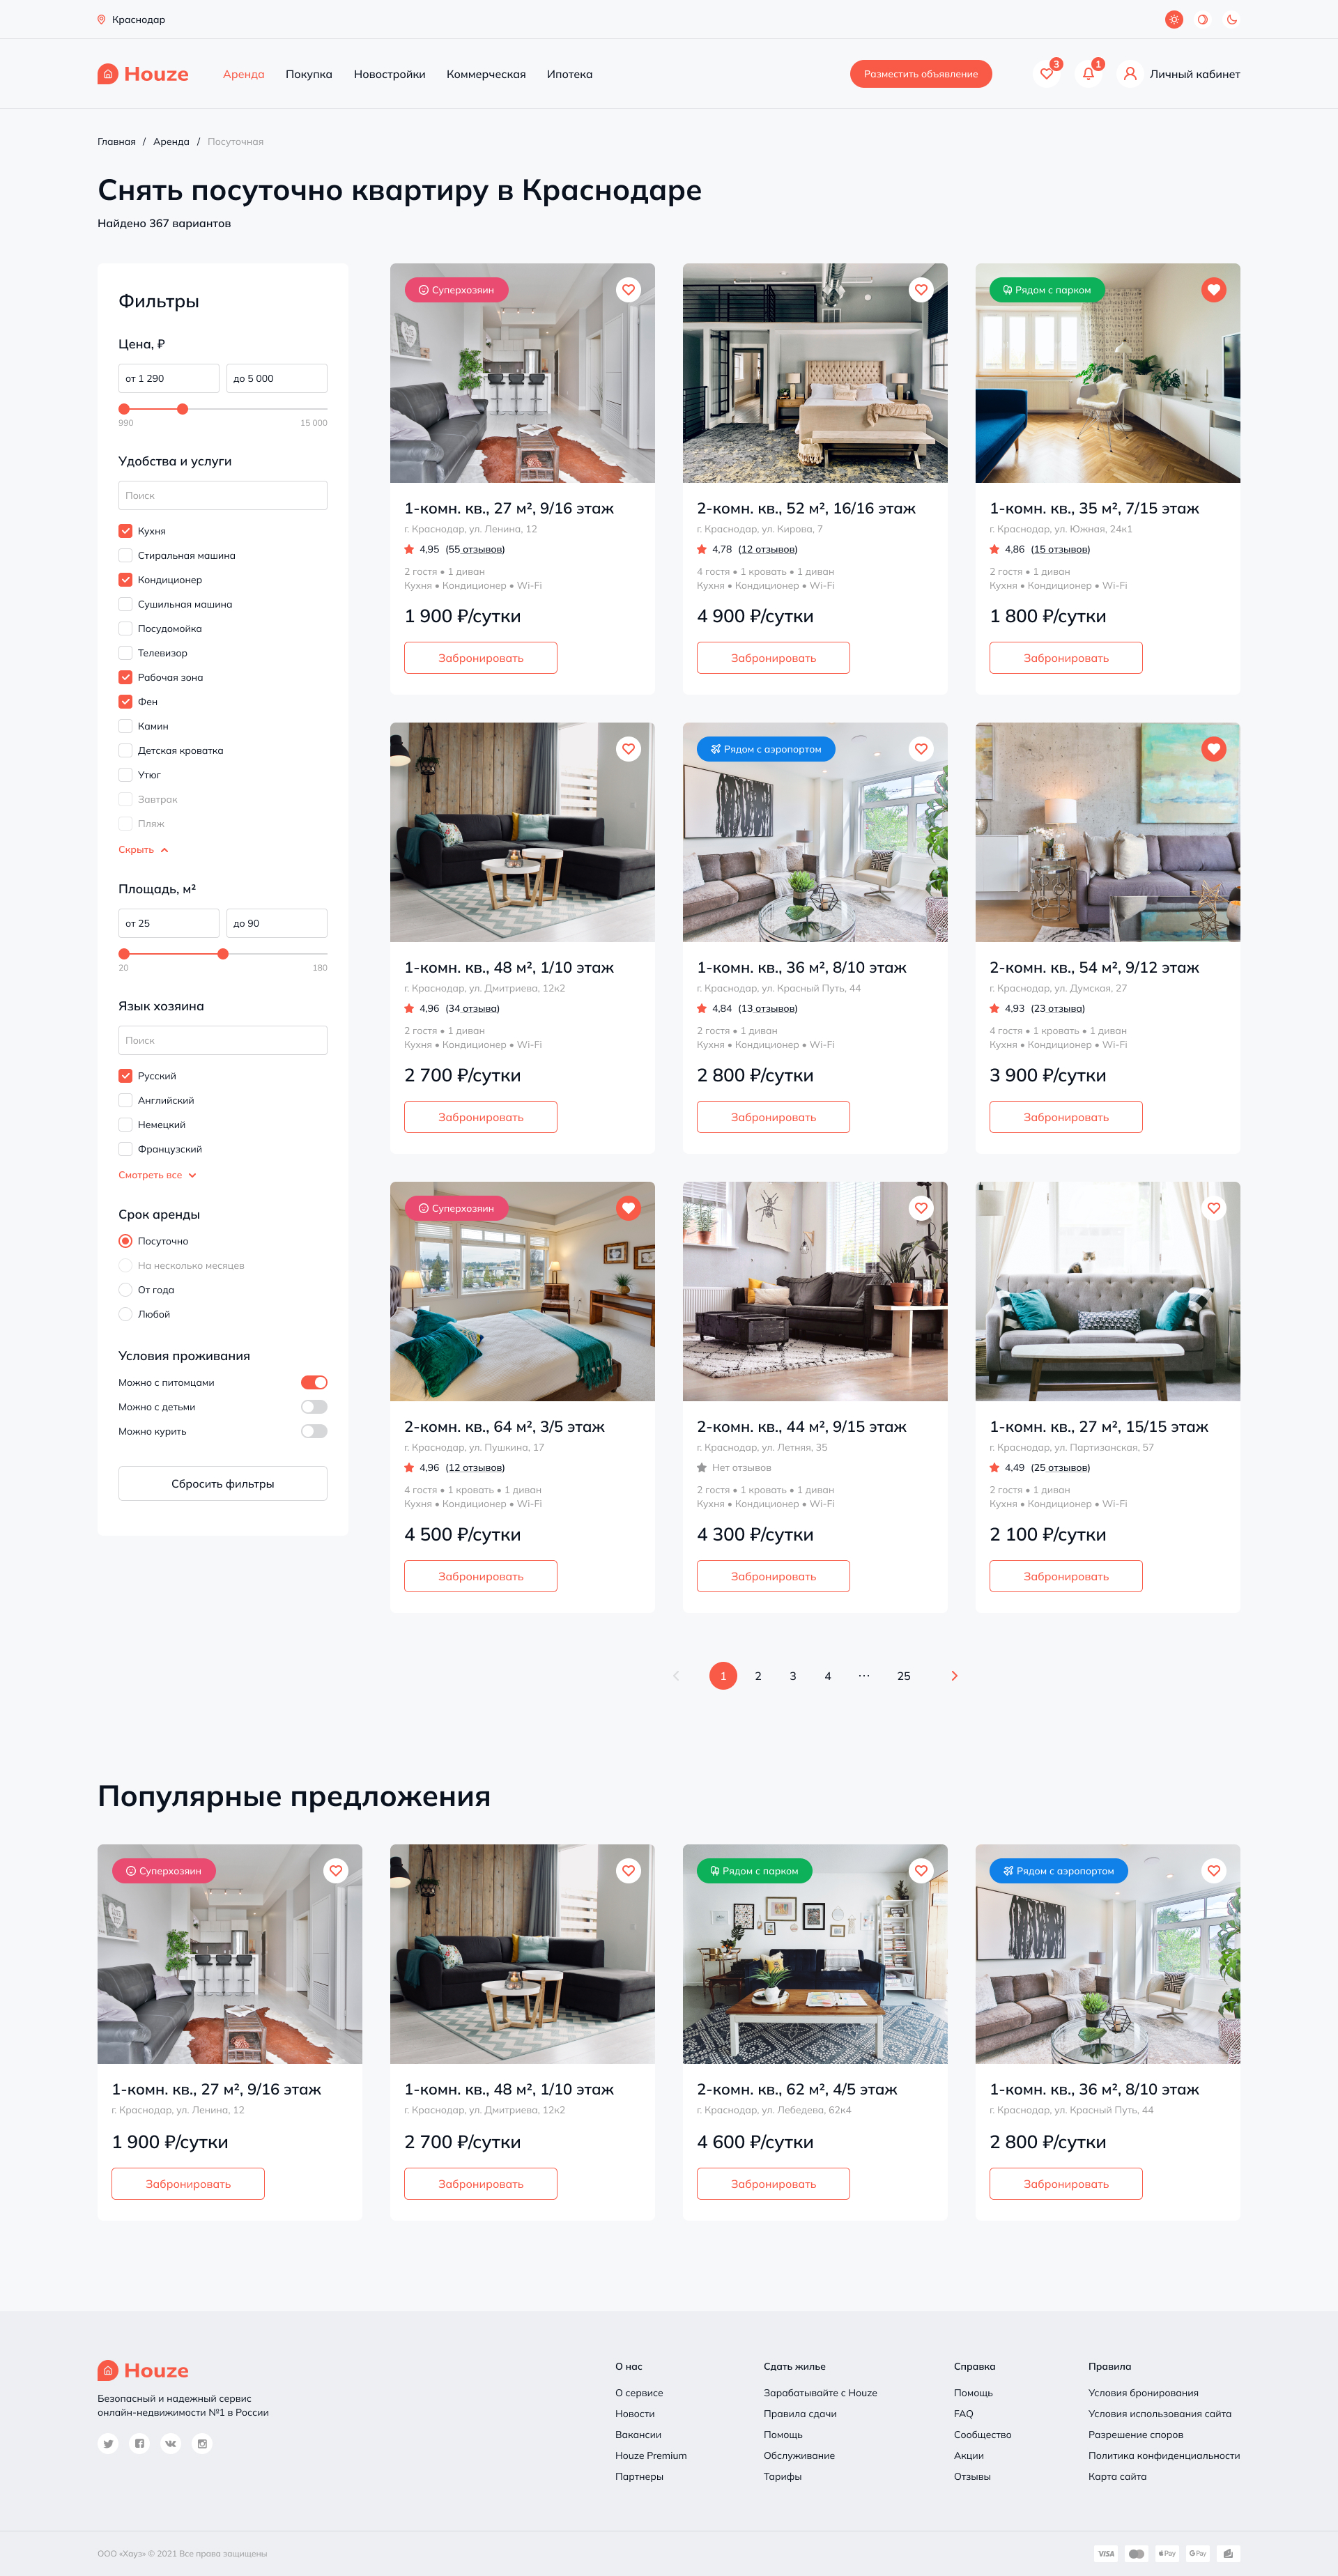 Краснодар
Houze
Аренда Покупка Новостройки Коммерческая Ипотека
Разместить объявление
3
1
Личный кабинет
Главная / Аренда / Посуточная
Снять посуточно квартиру в Краснодаре
Найдено 367 вариантов
Фильтры
Цена, ₽
от 1 290
до 5 000
990
15 000
Удобства и услуги
Поиск
Кухня
Стиральная машина
Кондиционер
Сушильная машина
Посудомойка
Телевизор
Рабочая зона
Фен
Камин
Детская кроватка
Утюг
Завтрак
Пляж
Скрыть
Площадь, м²
от 25
до 90
20
180
Язык хозяина
Поиск
Русский
Английский
Немецкий
Французский
Смотреть все
Срок аренды
Посуточно
На несколько месяцев
От года
Любой
Условия проживания
Можно с питомцами
Можно с детьми
Можно курить
Сбросить фильтры
Суперхозяин
1-комн. кв., 27 м², 9/16 этаж
г. Краснодар, ул. Ленина, 12
4,95 (55 отзывов)
2 гостя • 1 диван
Кухня • Кондиционер • Wi-Fi
1 900 ₽/сутки
Забронировать
2-комн. кв., 52 м², 16/16 этаж
г. Краснодар, ул. Кирова, 7
4,78 (12 отзывов)
4 гостя • 1 кровать • 1 диван
Кухня • Кондиционер • Wi-Fi
4 900 ₽/сутки
Забронировать
Рядом с парком
1-комн. кв., 35 м², 7/15 этаж
г. Краснодар, ул. Южная, 24к1
4,86 (15 отзывов)
2 гостя • 1 диван
Кухня • Кондиционер • Wi-Fi
1 800 ₽/сутки
Забронировать
1-комн. кв., 48 м², 1/10 этаж
г. Краснодар, ул. Дмитриева, 12к2
4,96 (34 отзыва)
2 гостя • 1 диван
Кухня • Кондиционер • Wi-Fi
2 700 ₽/сутки
Забронировать
Рядом с аэропортом
1-комн. кв., 36 м², 8/10 этаж
г. Краснодар, ул. Красный Путь, 44
4,84 (13 отзывов)
2 гостя • 1 диван
Кухня • Кондиционер • Wi-Fi
2 800 ₽/сутки
Забронировать
2-комн. кв., 54 м², 9/12 этаж
г. Краснодар, ул. Думская, 27
4,93 (23 отзыва)
4 гостя • 1 кровать • 1 диван
Кухня • Кондиционер • Wi-Fi
3 900 ₽/сутки
Забронировать
Суперхозяин
2-комн. кв., 64 м², 3/5 этаж
г. Краснодар, ул. Пушкина, 17
4,96 (12 отзывов)
4 гостя • 1 кровать • 1 диван
Кухня • Кондиционер • Wi-Fi
4 500 ₽/сутки
Забронировать
2-комн. кв., 44 м², 9/15 этаж
г. Краснодар, ул. Летняя, 35
Нет отзывов
2 гостя • 1 кровать • 1 диван
Кухня • Кондиционер • Wi-Fi
4 300 ₽/сутки
Забронировать
1-комн. кв., 27 м², 15/15 этаж
г. Краснодар, ул. Партизанская, 57
4,49 (25 отзывов)
2 гостя • 1 диван
Кухня • Кондиционер • Wi-Fi
2 100 ₽/сутки
Забронировать
1 2 3 4 ... 25
Популярные предложения
Суперхозяин
1-комн. кв., 27 м², 9/16 этаж
г. Краснодар, ул. Ленина, 12
1 900 ₽/сутки
Забронировать
1-комн. кв., 48 м², 1/10 этаж
г. Краснодар, ул. Дмитриева, 12к2
2 700 ₽/сутки
Забронировать
Рядом с парком
2-комн. кв., 62 м², 4/5 этаж
г. Краснодар, ул. Лебедева, 62к4
4 600 ₽/сутки
Забронировать
Рядом с аэропортом
1-комн. кв., 36 м², 8/10 этаж
г. Краснодар, ул. Красный Путь, 44
2 800 ₽/сутки
Забронировать
Houze
Безопасный и надежный сервис
онлайн-недвижимости №1 в России
О нас
О сервисе
Новости
Вакансии
Houze Premium
Партнеры
Сдать жилье
Зарабатывайте с Houze
Правила сдачи
Помощь
Обслуживание
Тарифы
Справка
Помощь
FAQ
Сообщество
Акции
Отзывы
Правила
Условия бронирования
Условия использования сайта
Разрешение споров
Политика конфиденциальности
Карта сайта
ООО «Хауз» © 2021 Все права защищены
VISA
Pay
G Pay